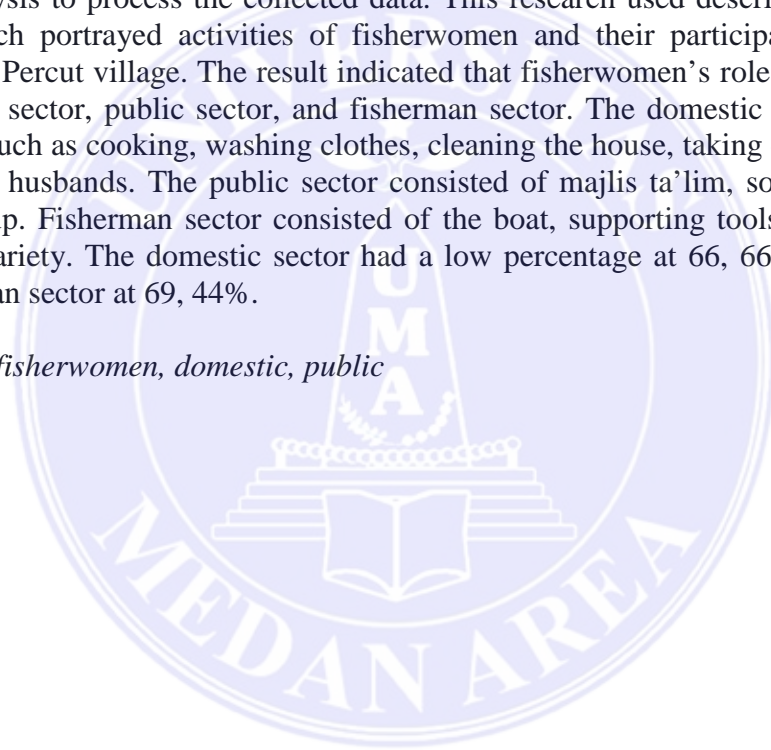 ysis to process the collected data. This research used descri
ch portrayed activities of fisherwomen and their participa
Percut village. The result indicated that fisherwomen's role
sector, public sector, and fisherman sector. The domestic
uch as cooking, washing clothes, cleaning the house, taking
husbands. The public sector consisted of majlis ta'lim, so
up. Fisherman sector consisted of the boat, supporting tools
ariety. The domestic sector had a low percentage at 66, 66
an sector at 69, 44%.
fisherwomen, domestic, public
UNIVERSITAS
UMA
MEDAN AREA